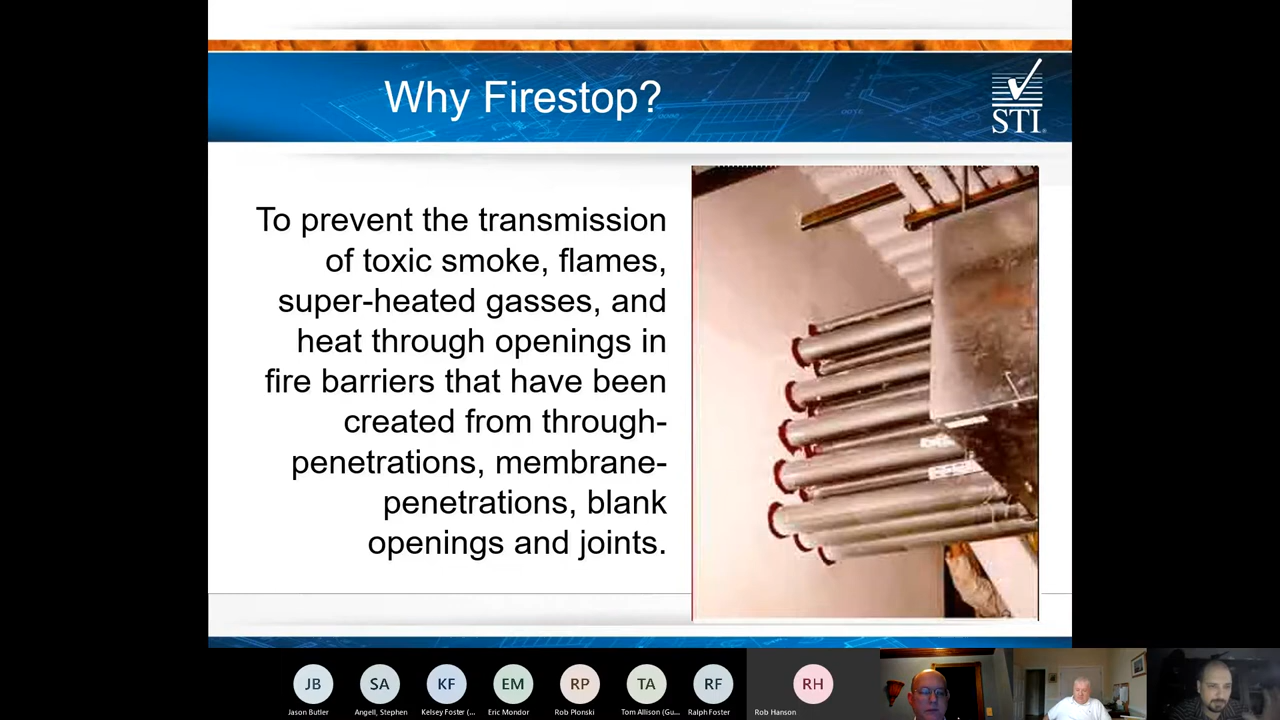 Why Firestop?
STI
To prevent the transmission
of toxic smoke, flames,
super-heated gasses, and
heat through openings in
fire barriers that have been
created from through-
penetrations, membrane-
penetrations, blank
openings and joints.
JB
SA
KF
EM
RP
TA
RF
RH
Jason Butler
Angell, Stephen
Kelsey Foster (...
Eric Mondor
Rob Plonski
Tom Allison (Gu...
Ralph Foster
Rob Hanson